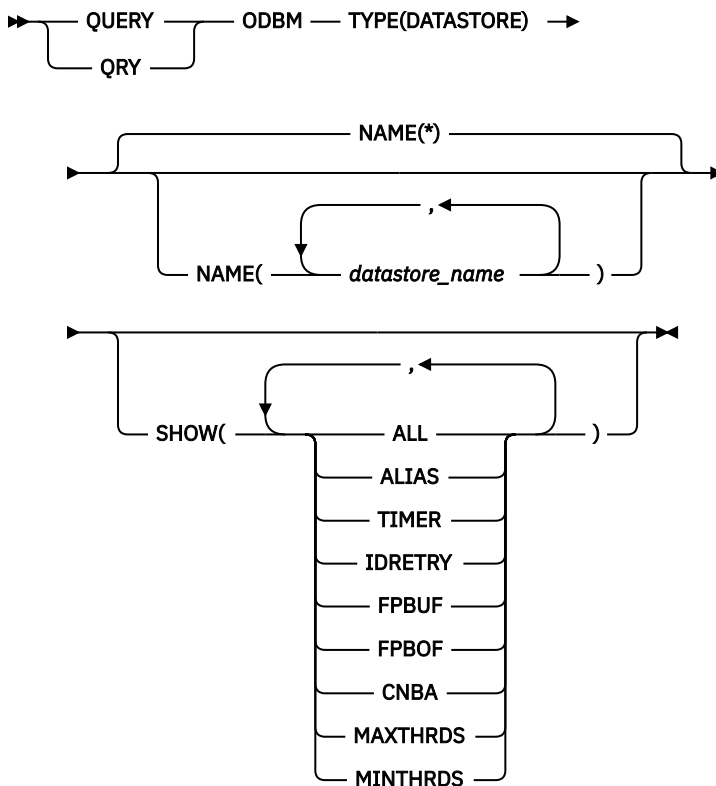 QUERY ODBM TYPE(DATASTORE)
QRY
NAME(*)
,
NAME( datastore_name )
,
SHOW( ALL )
ALIAS
TIMER
IDRETRY
FPBUF
FPBOF
CNBA
MAXTHRDS
MINTHRDS